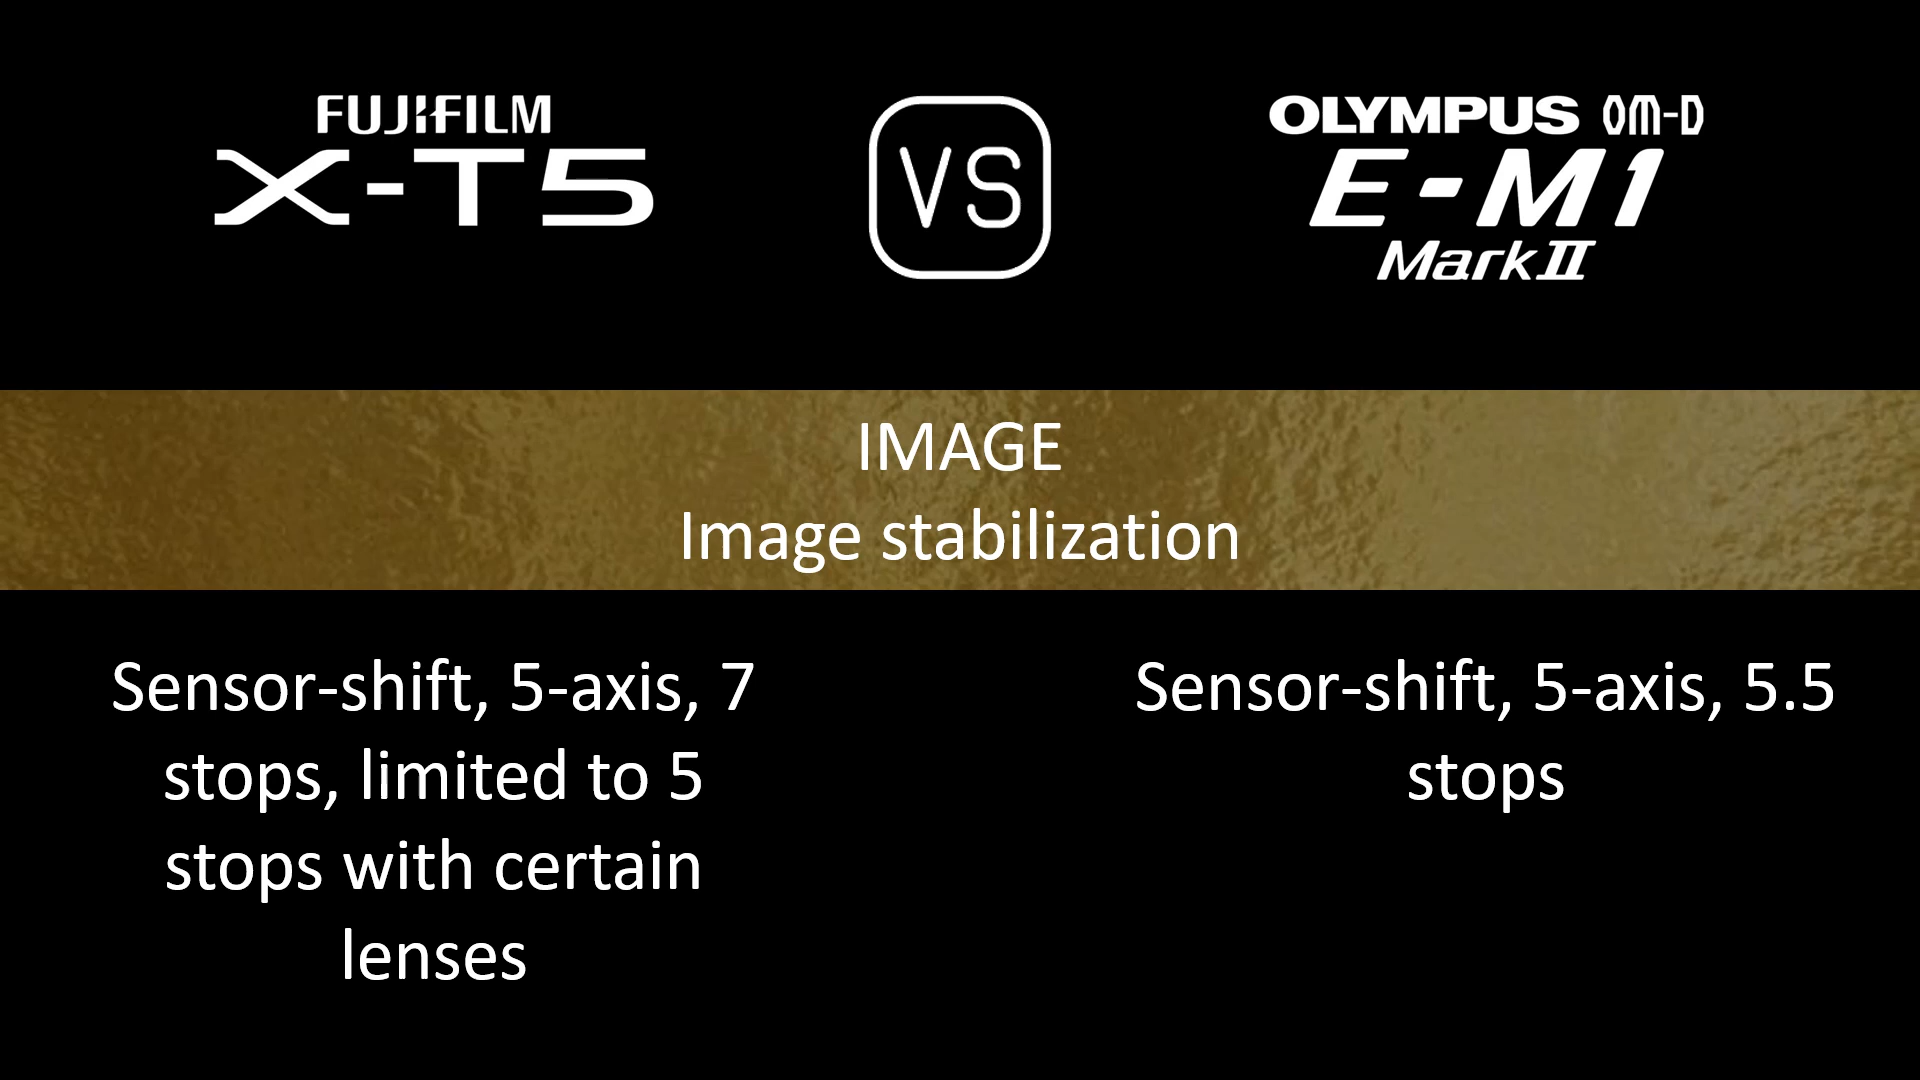 FUJIFILM
X-T5
VS
OLYMPUS OM-D
E-M1
Mark II
IMAGE
Image stabilization
Sensor-shift, 5-axis, 7
stops, limited to 5
stops with certain
lenses
Sensor-shift, 5-axis, 5.5
stops